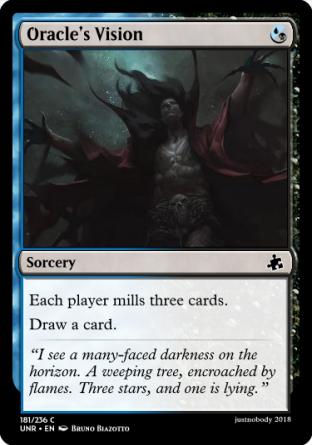 Oracle's Vision
Sorcery
Each player mills three cards.
Draw a card.
“I see a many-faced darkness on the
horizon. A weeping tree, encroached by
flames. Three stars, and one is lying.”
181/236 C
UNR • EN Bruno Biazotto
justnobody 2018